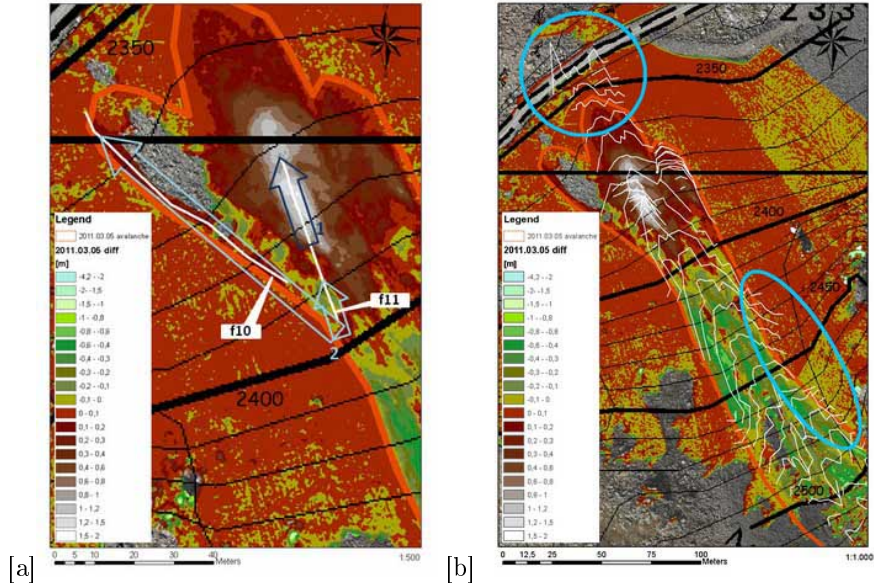 2350
f11
f10
2
1
2400
Legend
2011.03.05 avalanche
2011.03.05 diff
[m]
-4,2 - -2
-2 - -1,5
-1,5 - -1
-1 - -0,8
-0,8 - -0,6
-0,6 - -0,4
-0,4 - -0,3
-0,3 - -0,2
-0,2 - -0,1
-0,1 - 0
0 - 0,1
0,1 - 0,2
0,2 - 0,3
0,3 - 0,4
0,4 - 0,6
0,6 - 0,8
0,8 - 1
1 - 1,2
1,2 - 1,5
1,5 - 2
[a]
0 5 10 20 30 40
Meters
1:500
233
2350
2400
2450
2500
Legend
2011.03.05 avalanche
2011.03.05 diff
[m]
-4,2 - -2
-2 - -1,5
-1,5 - -1
-1 - -0,8
-0,8 - -0,6
-0,6 - -0,4
-0,4 - -0,3
-0,3 - -0,2
-0,2 - -0,1
-0,1 - 0
0 - 0,1
0,1 - 0,2
0,2 - 0,3
0,3 - 0,4
0,4 - 0,6
0,6 - 0,8
0,8 - 1
1 - 1,2
1,2 - 1,5
1,5 - 2
[b]
0 12,5 25 50 75 100
Meters
1:1.000